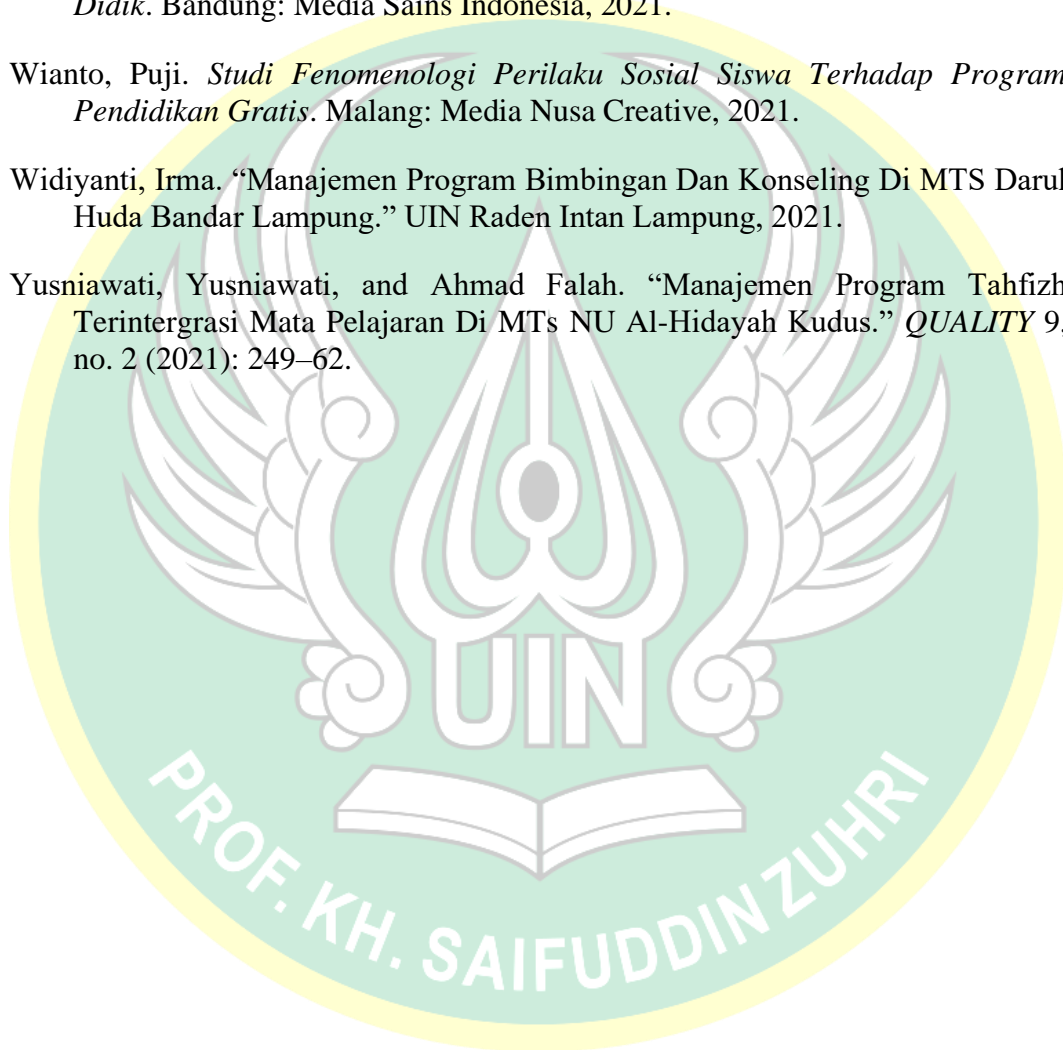 Didik. Bandung: Media Sains Indonesia, 2021.
Wianto, Puji. Studi Fenomenologi Perilaku Sosial Siswa Terhadap Program
Pendidikan Gratis. Malang: Media Nusa Creative, 2021.
Widiyanti, Irma. “Manajemen Program Bimbingan Dan Konseling Di MTS Darul
Huda Bandar Lampung.” UIN Raden Intan Lampung, 2021.
Yusniawati, Yusniawati, and Ahmad Falah. “Manajemen Program Tahfizh
Terintergrasi Mata Pelajaran Di MTs NU Al-Hidayah Kudus.” QUALITY 9,
no. 2 (2021): 249–62.
UIN
PROF. KH. SAIFUDDIN ZUHRI